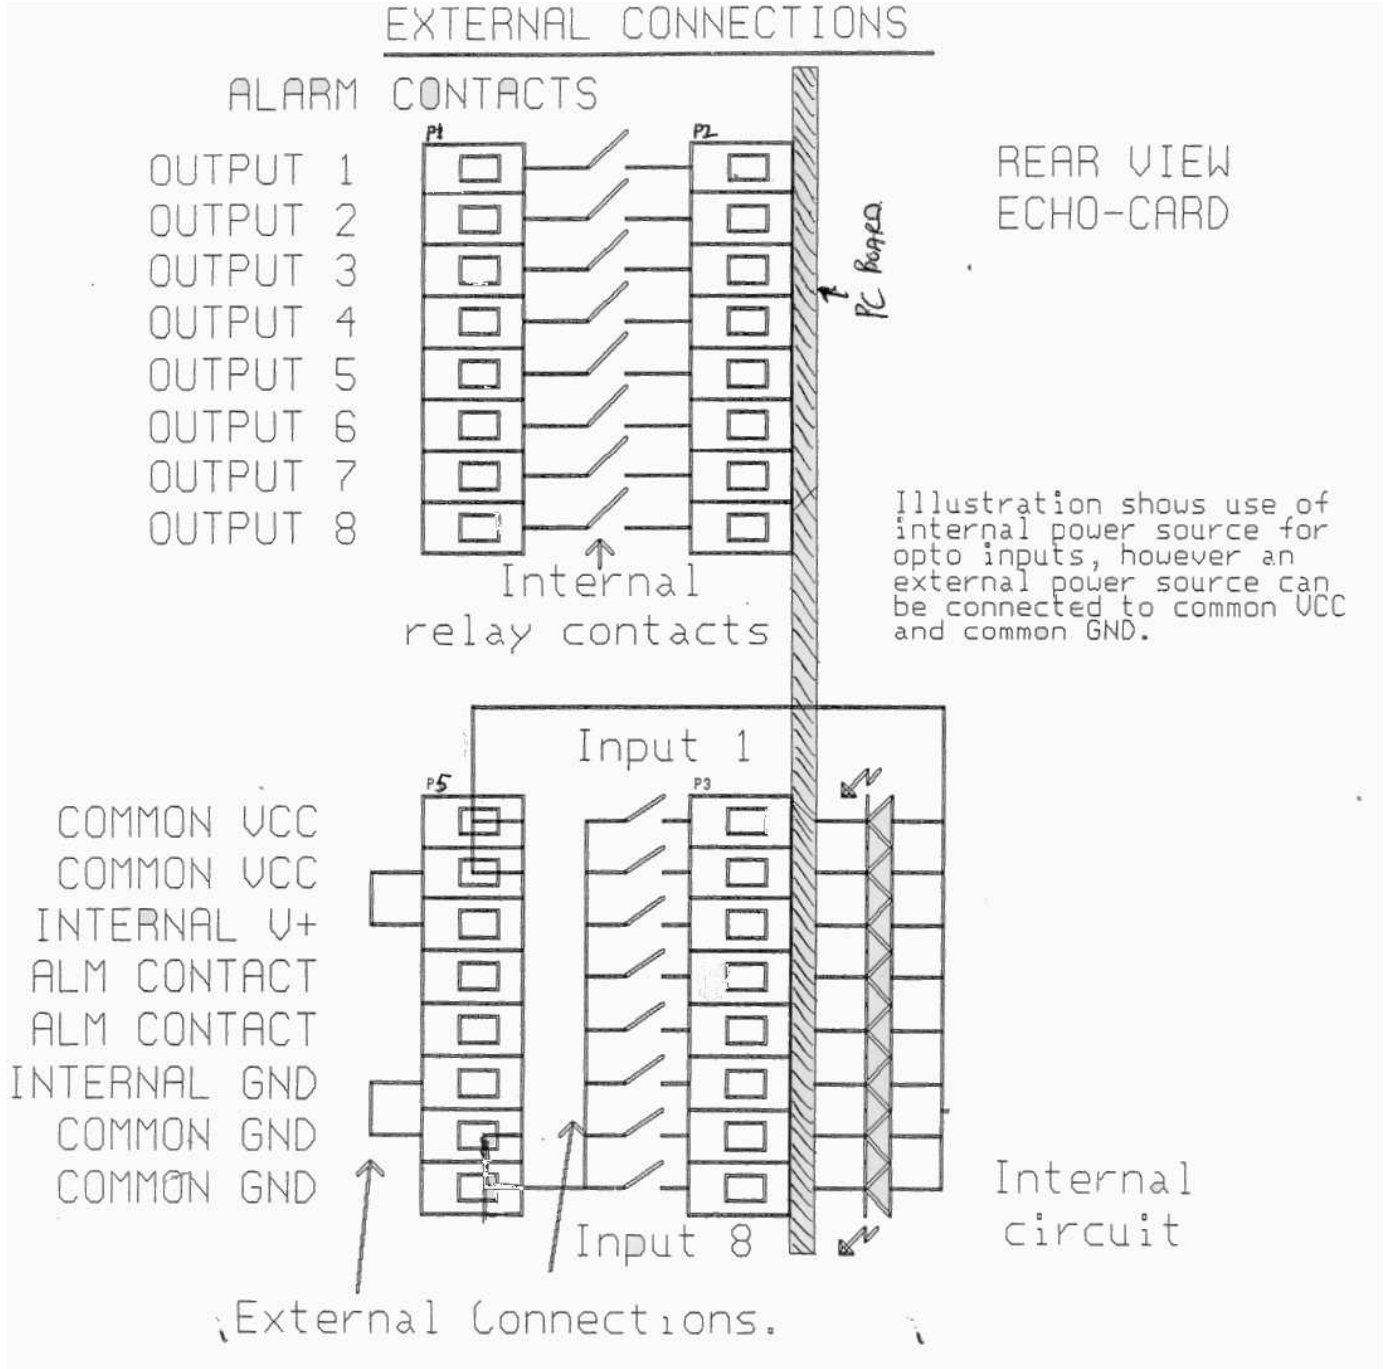 EXTERNAL CONNECTIONS
ALARM CONTACTS
P1
P2
OUTPUT 1
OUTPUT 2
OUTPUT 3
OUTPUT 4
OUTPUT 5
OUTPUT 6
OUTPUT 7
OUTPUT 8
REAR VIEW
ECHO-CARD
PC BOARD
Internal
relay contacts
Illustration shows use of
internal power source for
opto inputs, however an
external power source can
be connected to common VCC
and common GND.
Input 1
P5
P3
COMMON VCC
COMMON VCC
INTERNAL V+
ALM CONTACT
ALM CONTACT
INTERNAL GND
COMMON GND
COMMON GND
Input 8
Internal
circuit
External Connections.